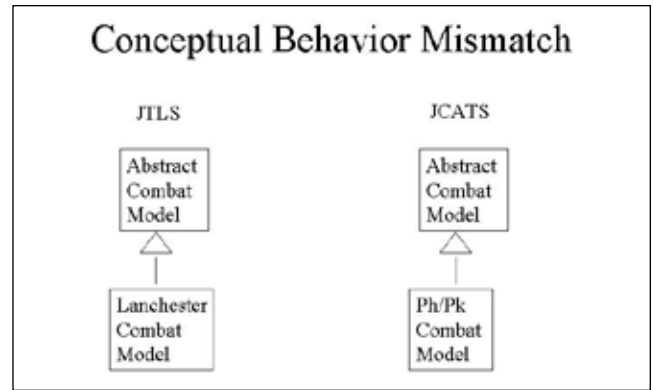 Conceptual Behavior Mismatch
JTLS
Abstract
Combat
Model
Lanchester
Combat
Model
JCATS
Abstract
Combat
Model
Ph/Pk
Combat
Model